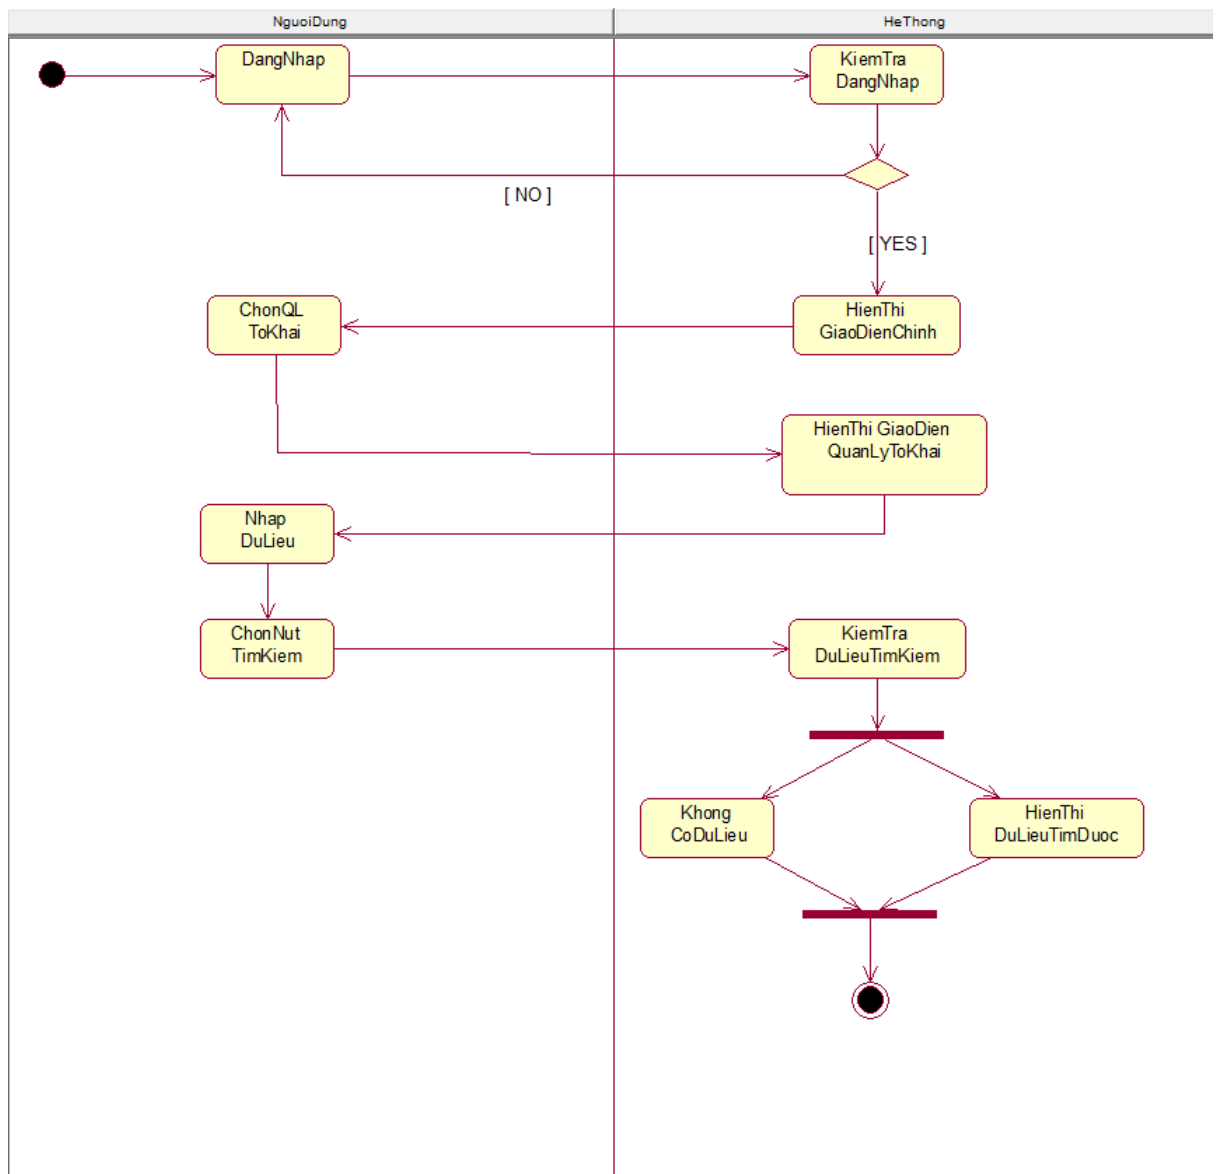 NguoiDung
HeThong
DangNhap
KiemTra
DangNhap
[ NO ]
[ YES ]
ChonQL
ToKhai
HienThi
GiaoDienChinh
HienThi GiaoDien
QuanLyToKhai
Nhap
DuLieu
ChonNut
TimKiem
KiemTra
DuLieuTimKiem
Khong
CoDuLieu
HienThi
DuLieuTimDuoc